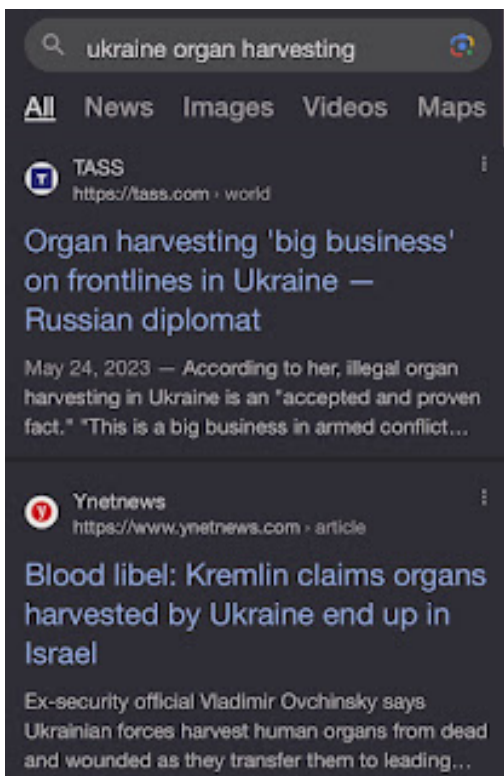 ukraine organ harvesting
All News Images Videos Maps
TASS
https://tass.com › world
Organ harvesting 'big business'
on frontlines in Ukraine —
Russian diplomat
May 24, 2023 — According to her, illegal organ
harvesting in Ukraine is an "accepted and proven
fact." "This is a big business in armed conflict...
Ynetnews
https://www.ynetnews.com › article
Blood libel: Kremlin claims organs
harvested by Ukraine end up in
Israel
Ex-security official Vladimir Ovchinsky says
Ukrainian forces harvest human organs from dead
and wounded as they transfer them to leading...